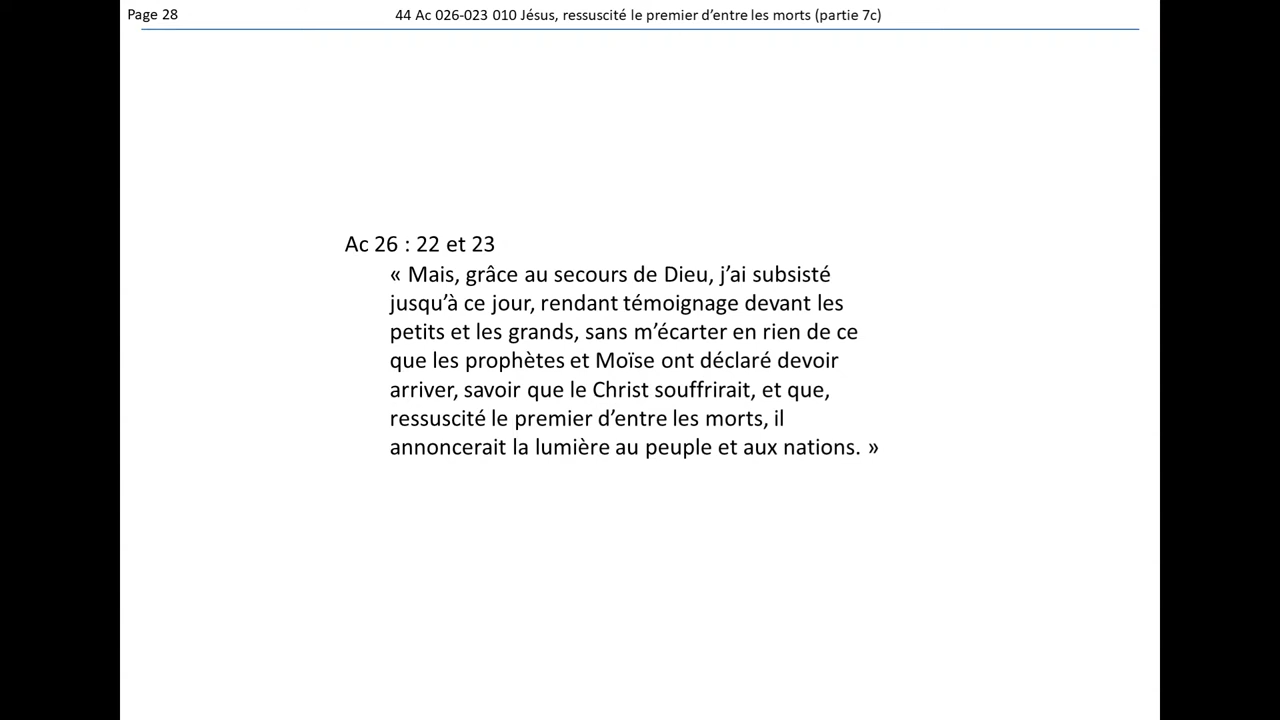 Page 28
44 Ac 026-023 010 Jésus, ressuscité le premier d’entre les morts (partie 7c)
Ac 26 : 22 et 23
« Mais, grâce au secours de Dieu, j’ai subsisté
jusqu’à ce jour, rendant témoignage devant les
petits et les grands, sans m’écarter en rien de ce
que les prophètes et Moïse ont déclaré devoir
arriver, savoir que le Christ souffrirait, et que,
ressuscité le premier d’entre les morts, il
annoncerait la lumière au peuple et aux nations. »